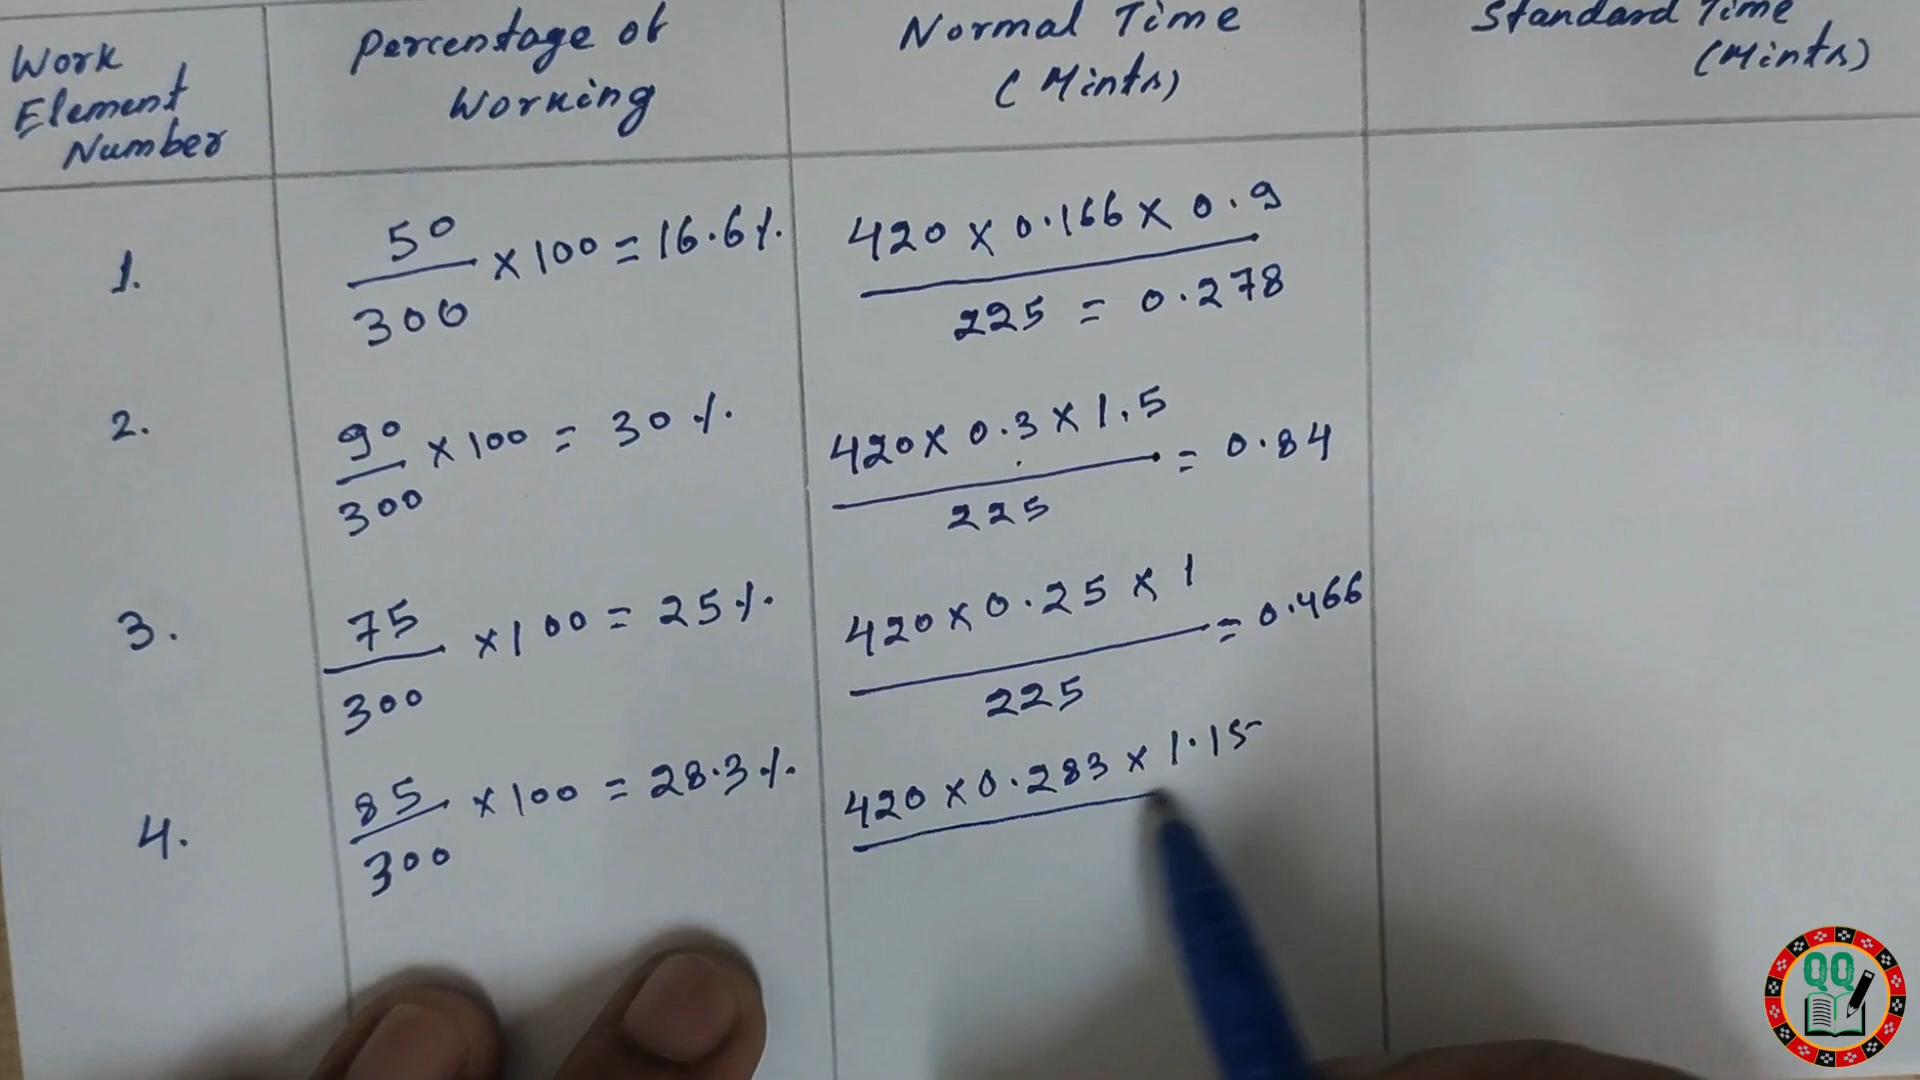 Work Element Number
Percentage of Working
Normal Time (Mints)
Standard Time (Mints)
1.
50/300 × 100 = 16.6%
420 × 0.166 × 0.9
225 = 0.278
2.
90/300 × 100 = 30%
420 × 0.3 × 1.5/225 = 0.84
3.
75/300 × 100 = 25%
420 × 0.25 × 1/225 = 0.466
4.
85/300 × 100 = 28.3%
420 × 0.283 × 1.15
QQ